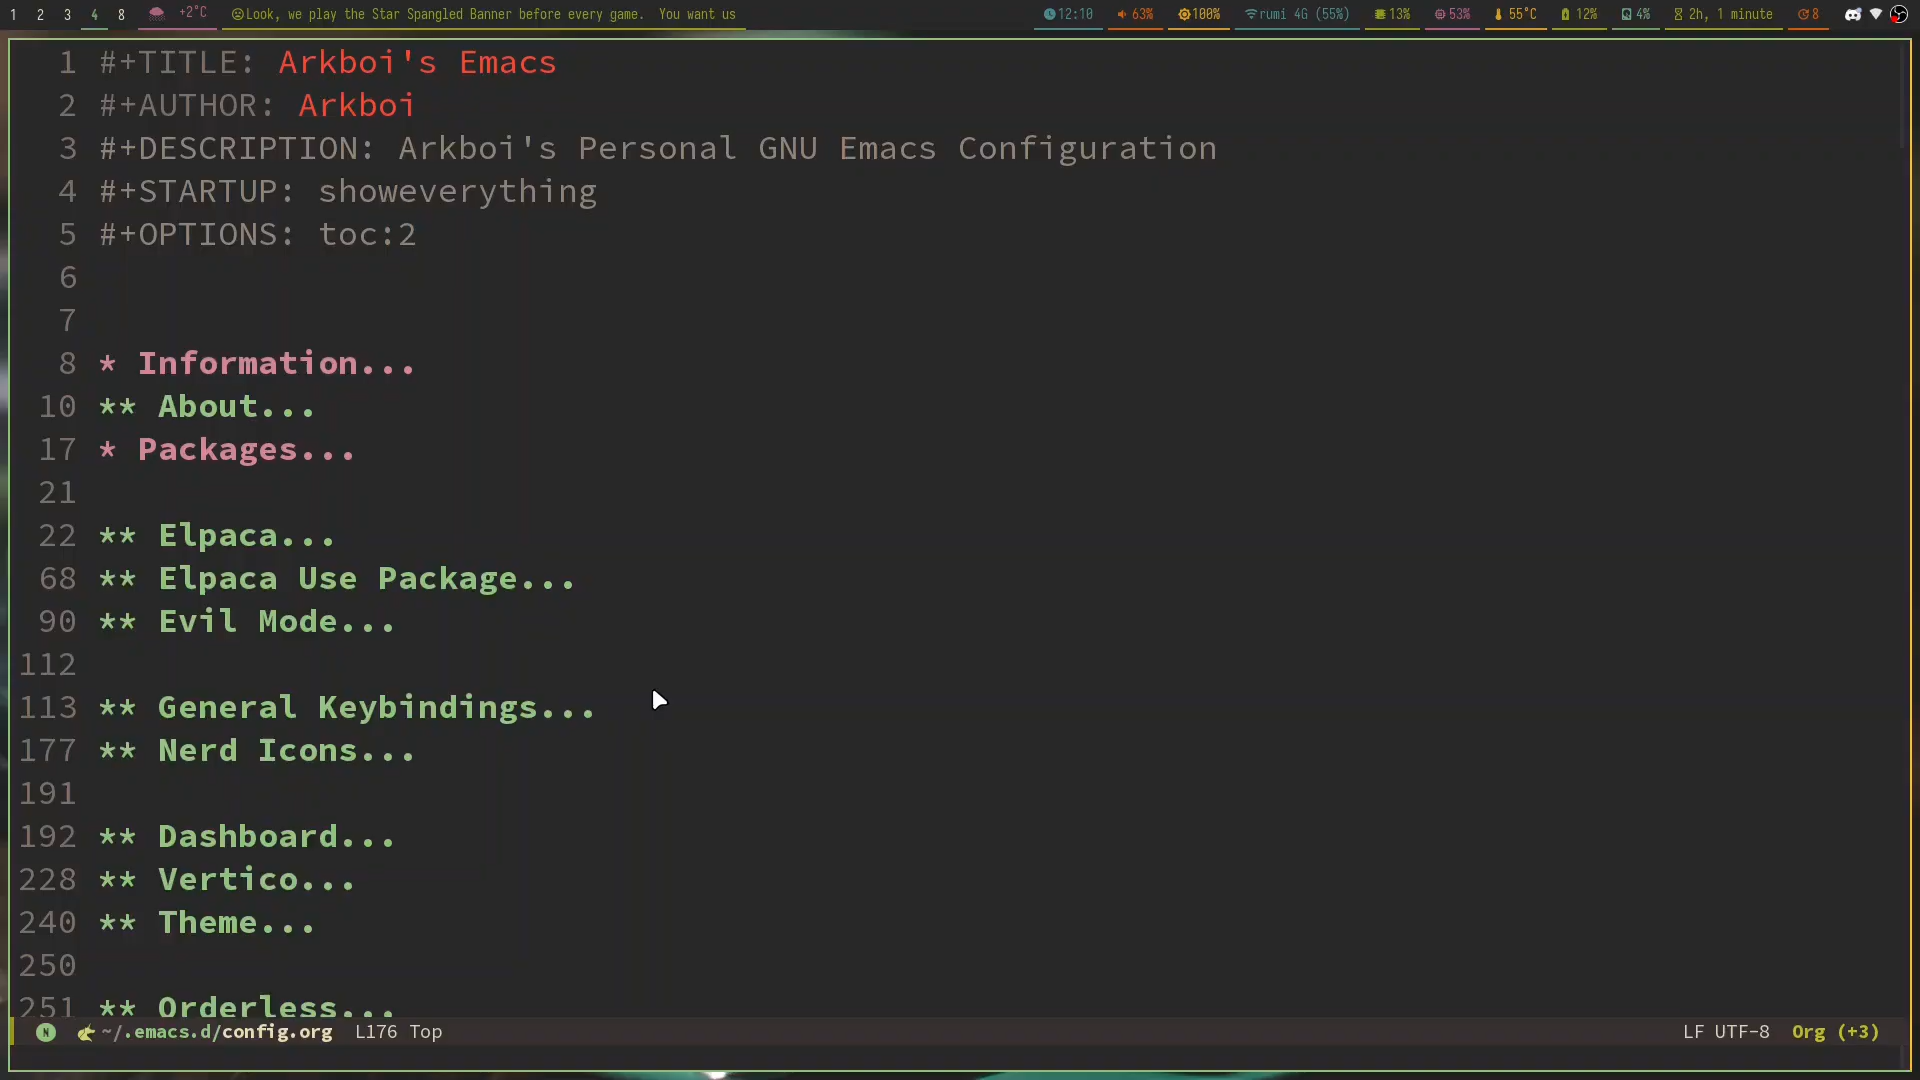 1 2 3 4 8 +2°C Look, we play the Star Spangled Banner before every game. You want us 12:10 63% 100% rumi 4G (55%) 13% 53% 55°C 12% 4% 2h, 1 minute 8
1 #+TITLE: Arkboi's Emacs
2 #+AUTHOR: Arkboi
3 #+DESCRIPTION: Arkboi's Personal GNU Emacs Configuration
4 #+STARTUP: showeverything
5 #+OPTIONS: toc:2
6
7
8 * Information...
10 ** About...
17 * Packages...
21
22 ** Elpaca...
68 ** Elpaca Use Package...
90 ** Evil Mode...
112
113 ** General Keybindings...
177 ** Nerd Icons...
191
192 ** Dashboard...
228 ** Vertico...
240 ** Theme...
250
251 ** Orderless...
N ~/.emacs.d/config.org L176 Top LF UTF-8 Org (+3)